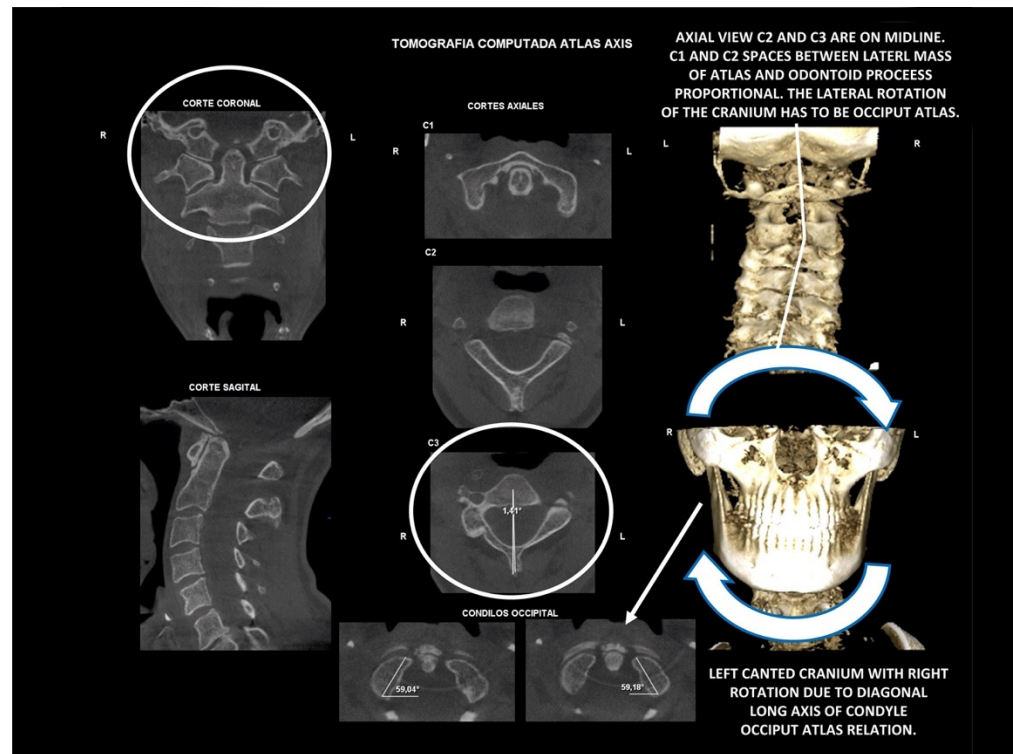 TOMOGRAFIA COMPUTADA ATLAS AXIS
CORTE CORONAL
R
L
CORTE SAGITAL
CORTES AXIALES
C1
R
L
C2
R
L
C3
1,41°
R
L
CONDILOS OCCIPITAL
59,04°
59,18°
AXIAL VIEW C2 AND C3 ARE ON MIDLINE.
C1 AND C2 SPACES BETWEEN LATERL MASS
OF ATLAS AND ODONTOID PROCEESS
PROPORTIONAL. THE LATERAL ROTATION
OF THE CRANIUM HAS TO BE OCCIPUT ATLAS.
L
R
R
L
LEFT CANTED CRANIUM WITH RIGHT
ROTATION DUE TO DIAGONAL
LONG AXIS OF CONDYLE
OCCIPUT ATLAS RELATION.